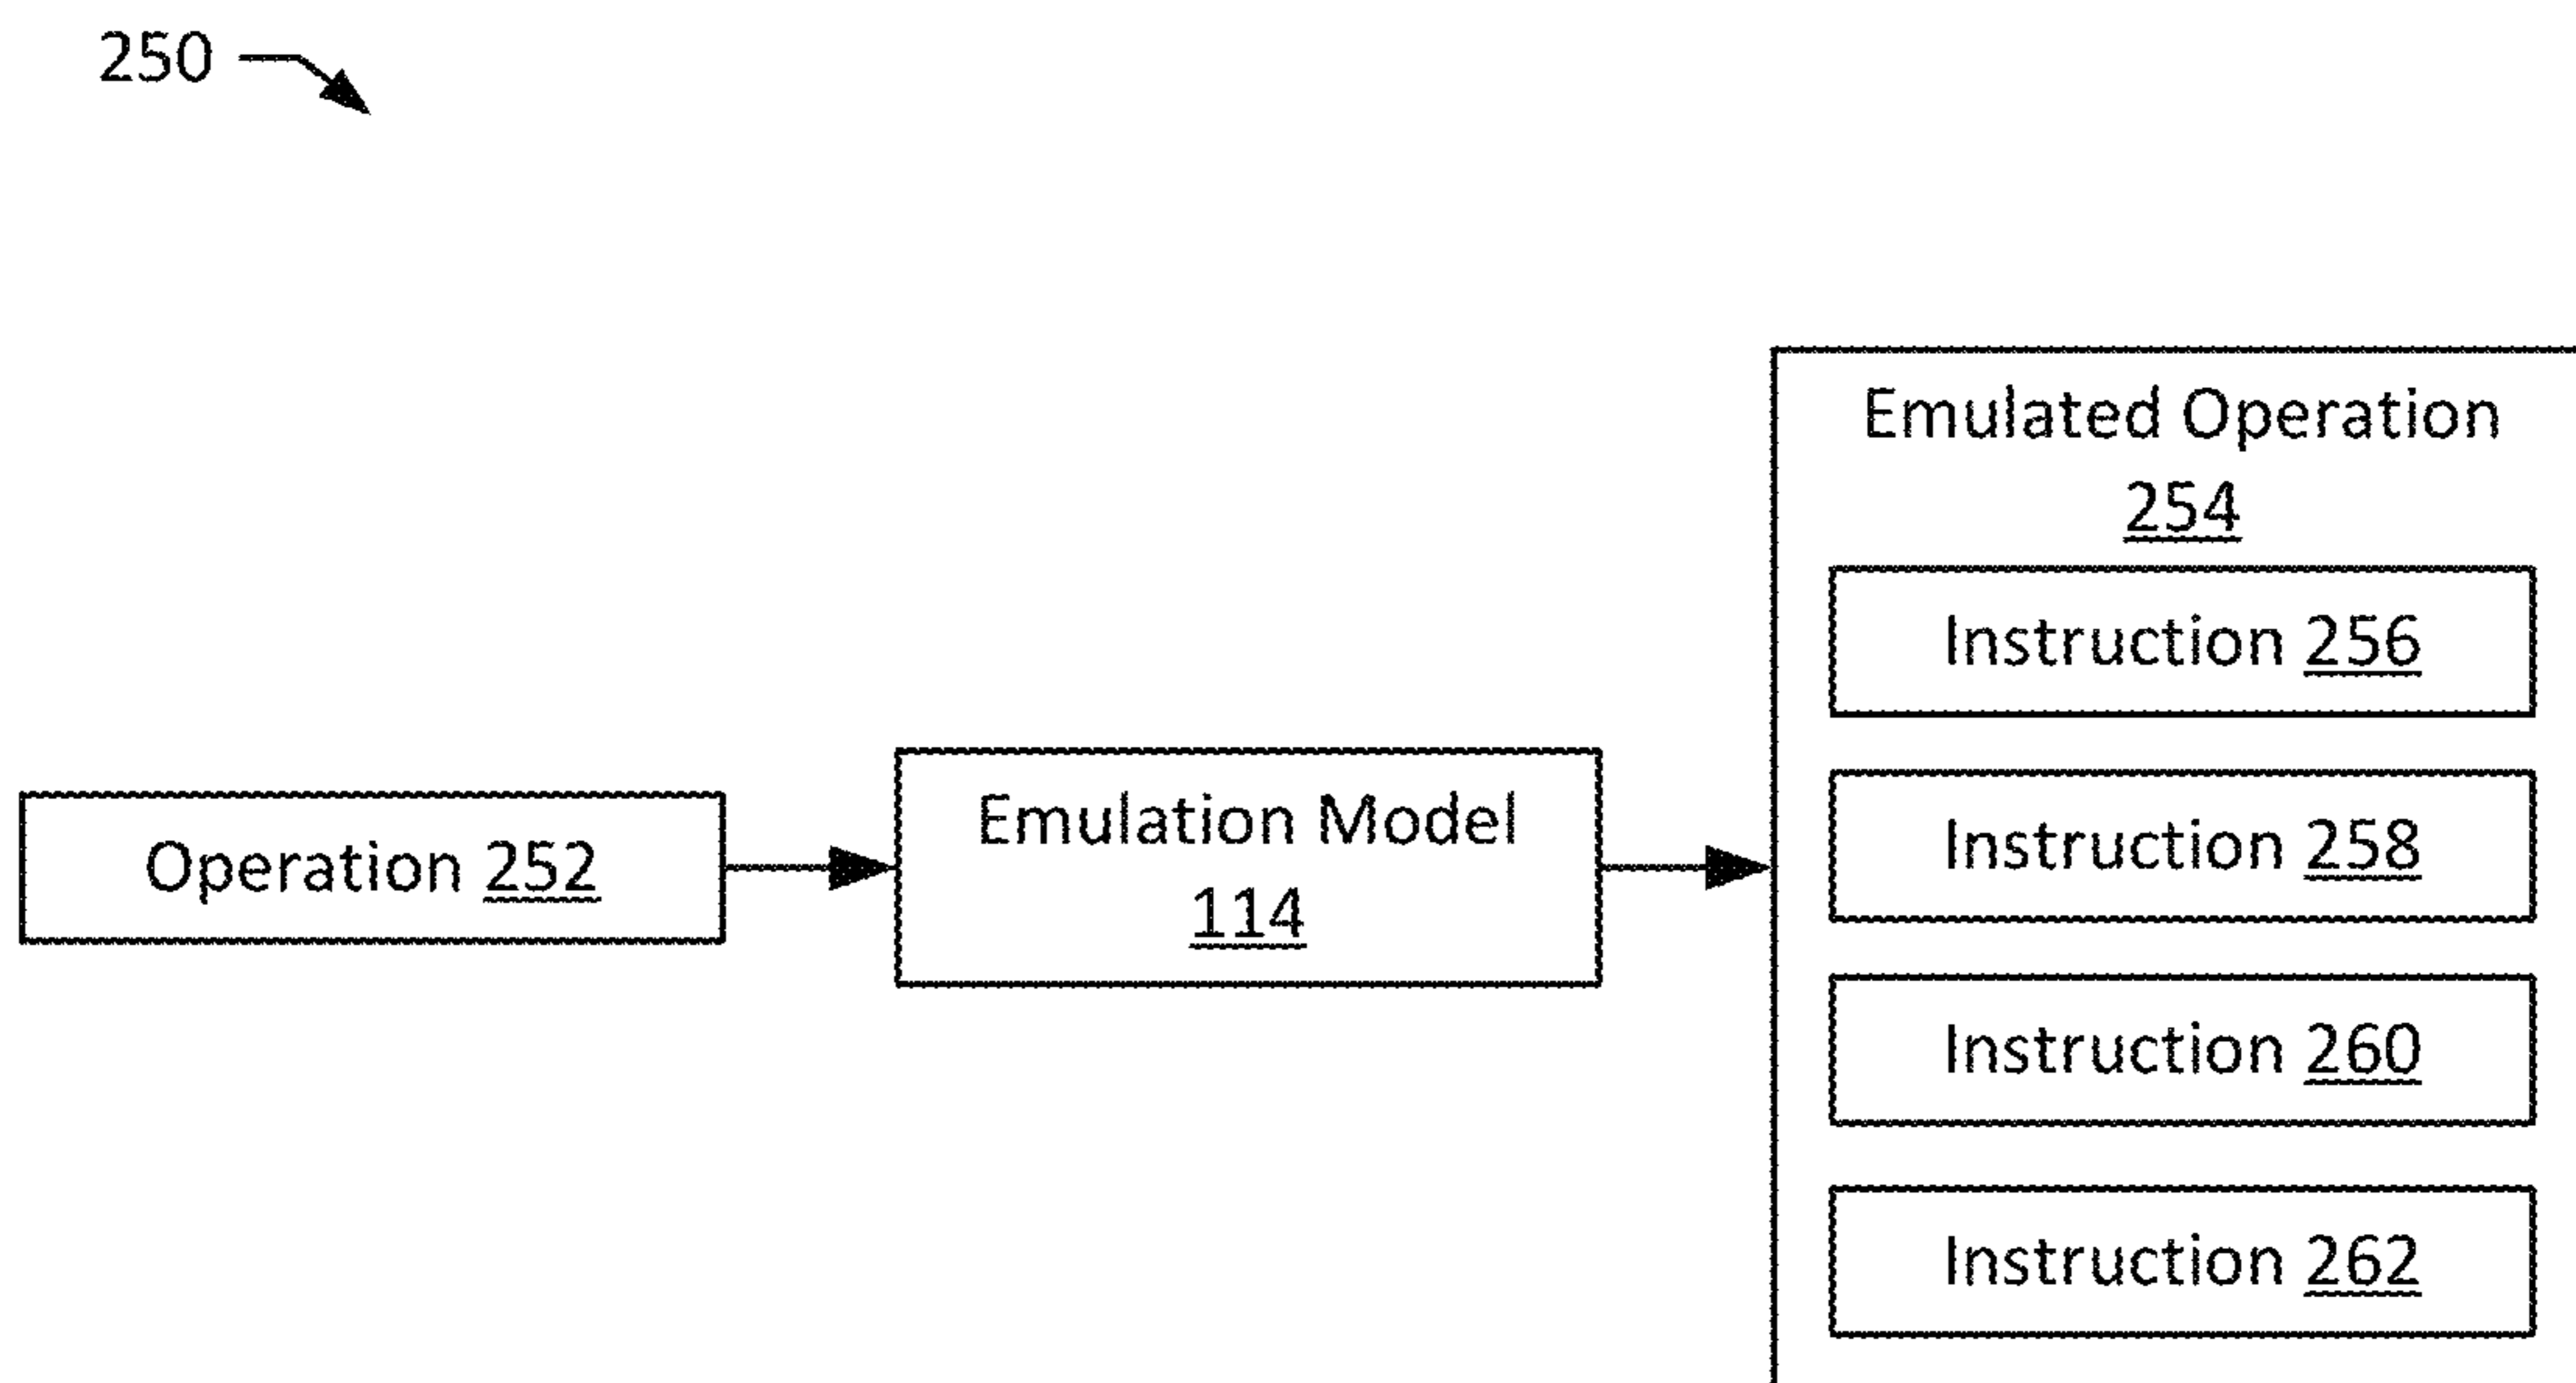 250
Operation 252
Emulation Model
114
Emulated Operation
254
Instruction 256
Instruction 258
Instruction 260
Instruction 262